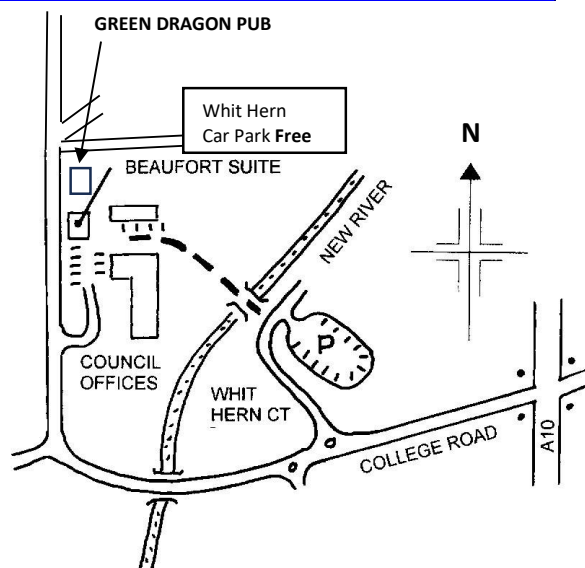 GREEN DRAGON PUB
Whit Hern
Car Park Free
BEAUFORT SUITE
N
NEW RIVER
P
COUNCIL
OFFICES
WHIT
HERN CT
COLLEGE ROAD
A10